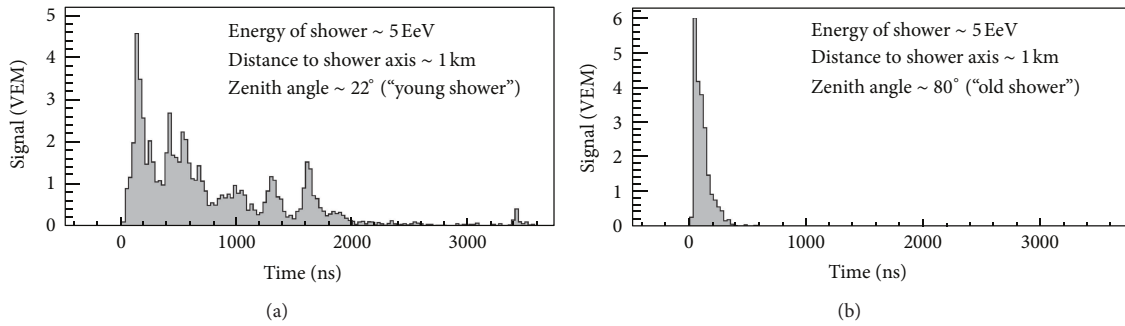 Energy of shower ~ 5 EeV
Distance to shower axis ~ 1 km
Zenith angle ~ 22° (“young shower”)
Signal (VEM)
5
4
3
2
1
0
0 1000 2000 3000
Time (ns)
(a)
Energy of shower ~ 5 EeV
Distance to shower axis ~ 1 km
Zenith angle ~ 80° (“old shower”)
Signal (VEM)
6
5
4
3
2
1
0
0 1000 2000 3000
Time (ns)
(b)